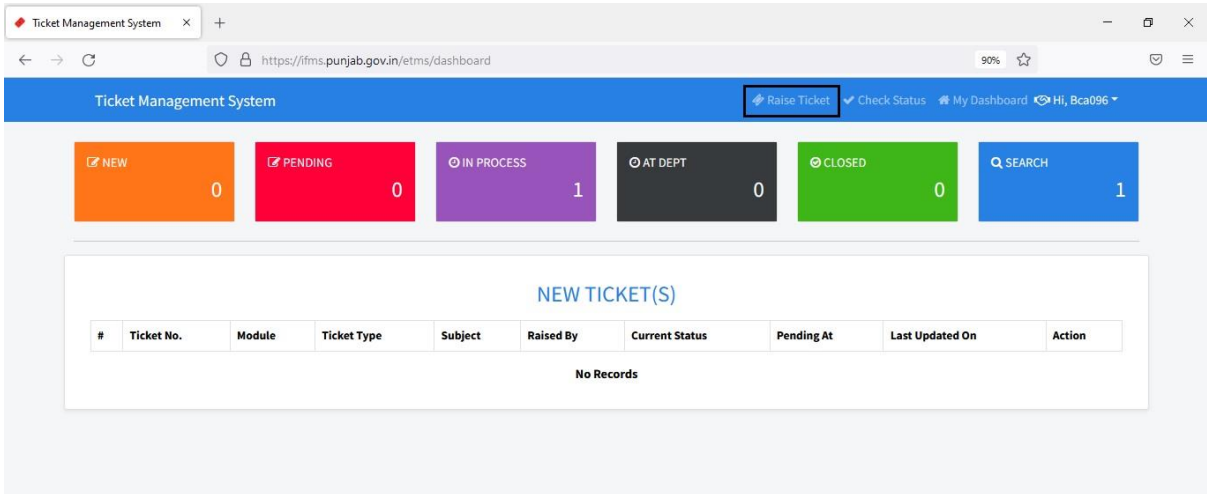 Ticket Management System
https://ifms.punjab.gov.in/etms/dashboard 90%
Ticket Management System Raise Ticket Check Status My Dashboard Hi, Bca096
NEW PENDING IN PROCESS AT DEPT CLOSED SEARCH
0 0 1 0 0 1
NEW TICKET(S)
# Ticket No. Module Ticket Type Subject Raised By Current Status Pending At Last Updated On Action
No Records